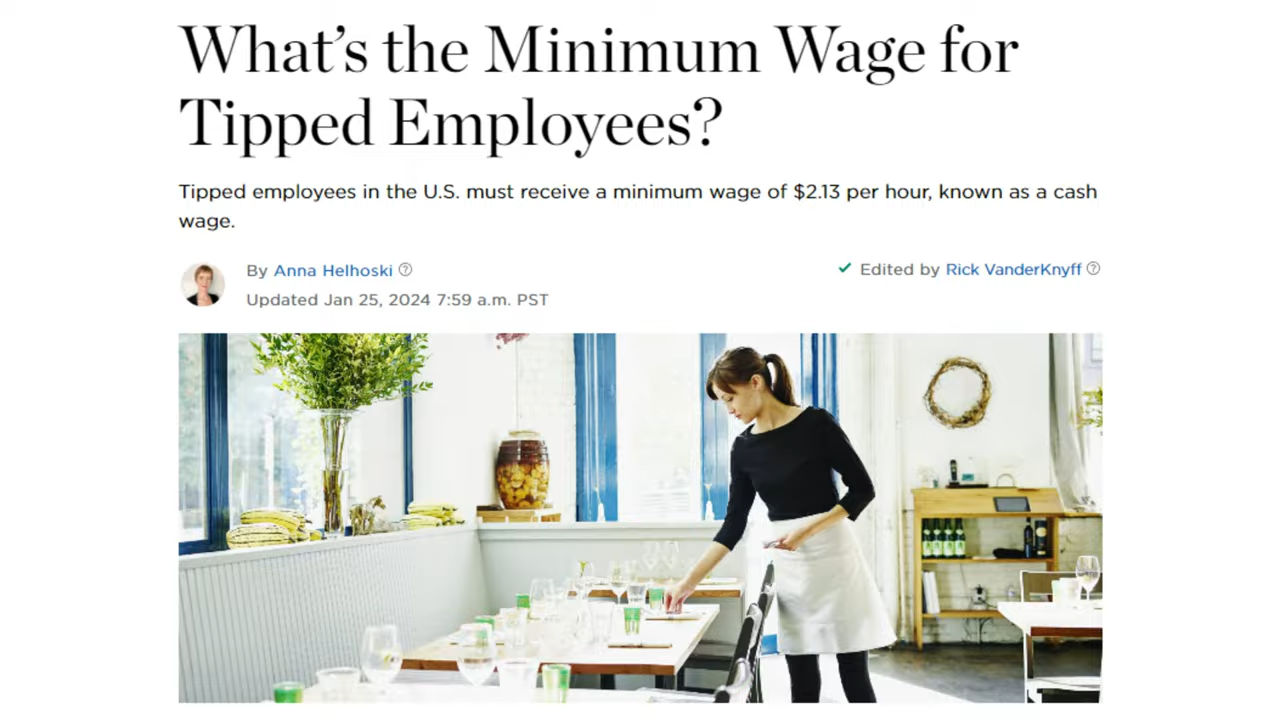 What’s the Minimum Wage for
Tipped Employees?
Tipped employees in the U.S. must receive a minimum wage of $2.13 per hour, known as a cash
wage.
By Anna Helhoski
Edited by Rick VanderKnyff
Updated Jan 25, 2024 7:59 a.m. PST